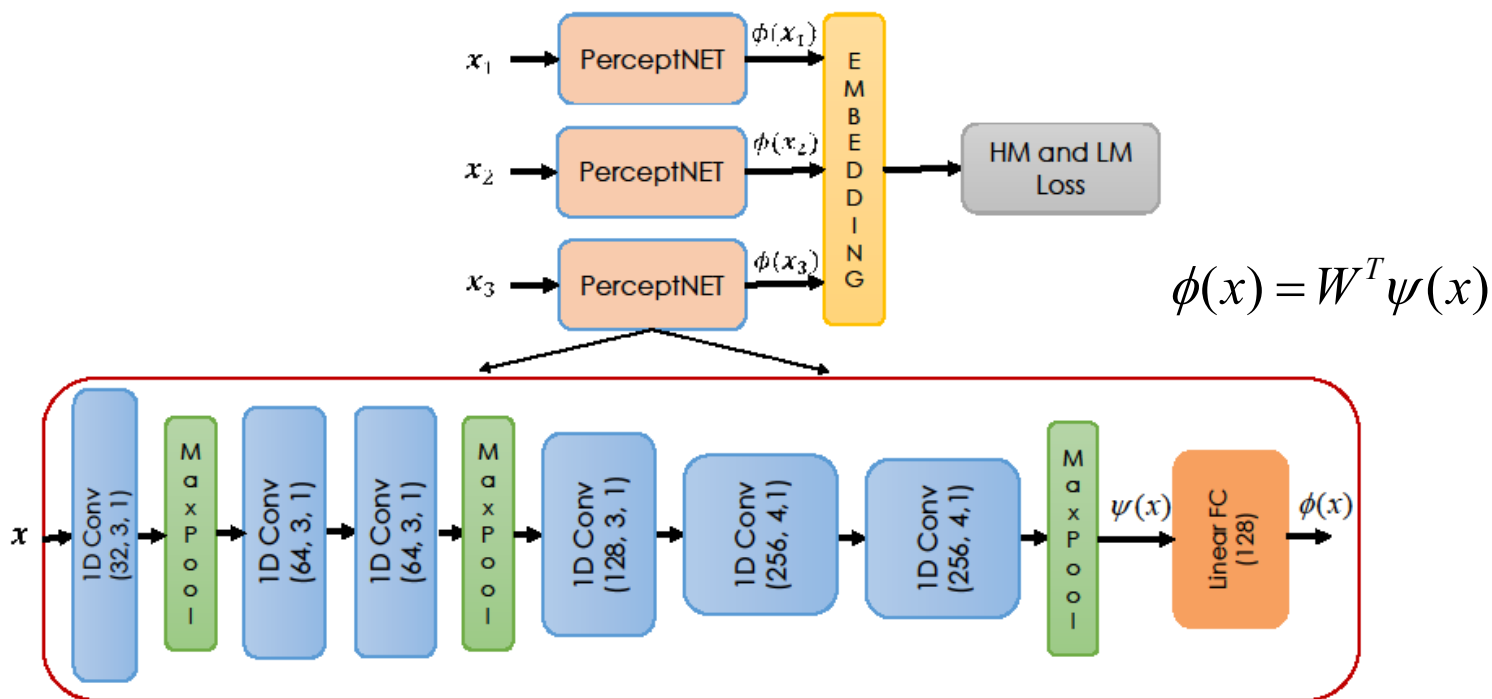 x₁
PerceptNET
ϕ(x₁)
x₂
PerceptNET
ϕ(x₂)
x₃
PerceptNET
ϕ(x₃)
EMBEDDING
HM and LM
Loss
ϕ(x) = Wᵀψ(x)
x
1D Conv
(32, 3, 1)
MaxPool
1D Conv
(64, 3, 1)
1D Conv
(64, 3, 1)
MaxPool
1D Conv
(128, 3, 1)
1D Conv
(256, 4,1)
1D Conv
(256, 4,1)
MaxPool
ψ(x)
Linear FC
(128)
ϕ(x)